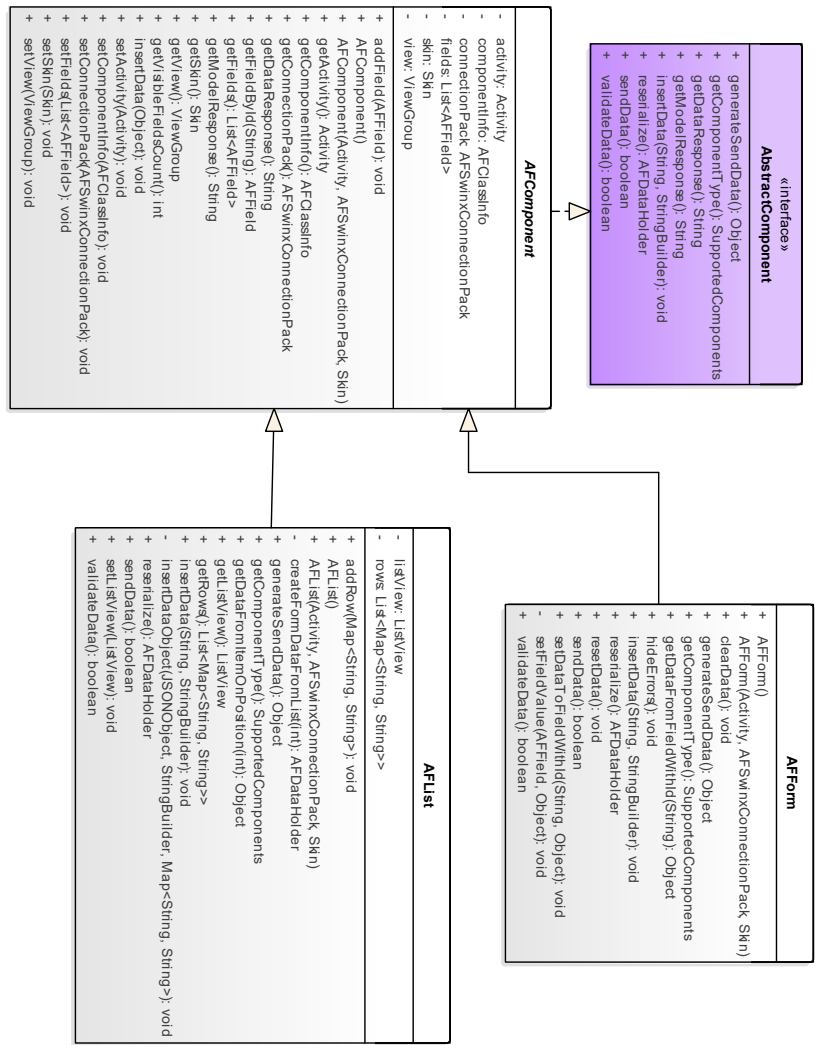 «interface»
AbstractComponent
+ generateSendData(): Object
+ getComponentType(): SupportedComponents
+ getDataResponse(): String
+ getModelResponse(): String
+ insertData(String, StringBuilder): void
+ reserialize(): AFDataHolder
+ sendData(): boolean
+ validateData(): boolean
AFComponent
- activity: Activity
- componentInfo: AFClassInfo
- connectionPack: AFSwinxConnectionPack
- fields: List<AFField>
- skin: Skin
- view: ViewGroup
+ addField(AFField): void
+ AFComponent()
+ AFComponent(Activity, AFSwinxConnectionPack, Skin)
+ getActivity(): Activity
+ getComponentInfo(): AFClassInfo
+ getConnectionPack(): AFSwinxConnectionPack
+ getDataResponse(): String
+ getFieldById(String): AFField
+ getFields(): List<AFField>
+ getModelResponse(): String
+ getSkin(): Skin
+ getView(): ViewGroup
+ getVisibleFieldsCount(): int
+ insertData(Object): void
+ setActivity(Activity): void
+ setComponentInfo(AFClassInfo): void
+ setConnectionPack(AFSwinxConnectionPack): void
+ setFields(List<AFField>): void
+ setSkin(Skin): void
+ setView(ViewGroup): void
AFForm
+ AFForm()
+ AFForm(Activity, AFSwinxConnectionPack, Skin)
+ clearData(): void
+ generateSendData(): Object
+ getComponentType(): SupportedComponents
+ getDataFromFieldWithId(String): Object
+ hideErrors(): void
+ insertData(String, StringBuilder): void
+ reserialize(): AFDataHolder
+ resetData(): void
+ sendData(): boolean
+ setDataToFieldWithId(String, Object): void
- setFieldValue(AFField, Object): void
+ validateData(): boolean
AFList
- listView: ListView
- rows: List<Map<String, String>>
+ addRow(Map<String, String>): void
+ AFList()
+ AFList(Activity, AFSwinxConnectionPack, Skin)
- createFormDataFromList(int): AFDataHolder
+ generateSendData(): Object
+ getComponentType(): SupportedComponents
+ getDataFromItemOnPosition(int): Object
+ getListView(): ListView
+ getRows(): List<Map<String, String>>
+ insertData(String, StringBuilder): void
- insertDataObject(JSONObject, StringBuilder, Map<String, String>): void
+ reserialize(): AFDataHolder
+ sendData(): boolean
+ setListView(ListView): void
+ validateData(): boolean